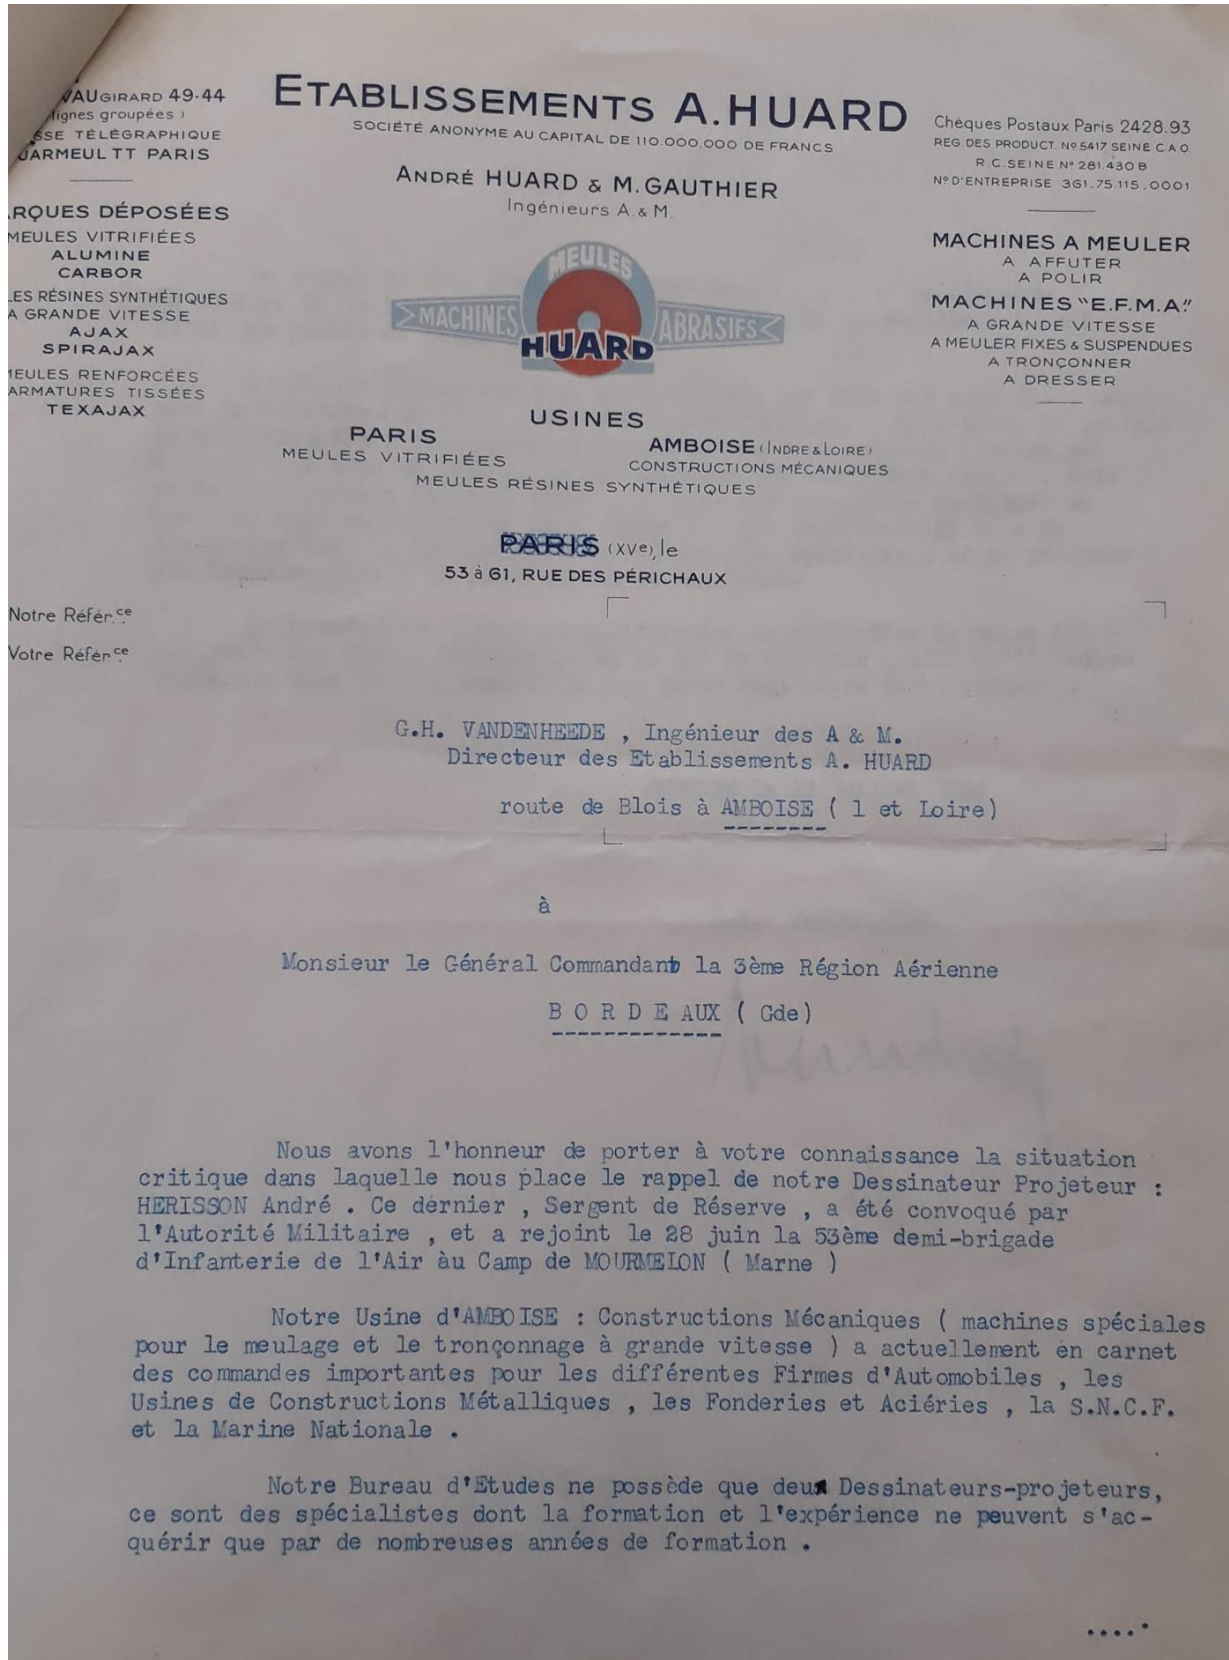 VAUGIRARD 49-44
lignes groupées )
SSE TÉLÉGRAPHIQUE
UARMEUL TT PARIS
RQUES DÉPOSÉES
MEULES VITRIFIÉES
ALUMINE
CARBOR
ES RÉSINES SYNTHÉTIQUES
A GRANDE VITESSE
AJAX
SPIRAJAX
EULES RENFORCÉES
ARMATURES TISSÉES
TEXAJAX
ETABLISSEMENTS A. HUARD
SOCIÉTÉ ANONYME AU CAPITAL DE 110.000.000 DE FRANCS
ANDRÉ HUARD & M. GAUTHIER
Ingénieurs A. & M.
MEULES
MACHINES
ABRASIFS
HUARD
USINES
PARIS
MEULES VITRIFIÉES
AMBOISE (INDRE & LOIRE)
CONSTRUCTIONS MÉCANIQUES
MEULES RÉSINES SYNTHÉTIQUES
Chèques Postaux Paris 2428.93
REG. DES PRODUCT. Nº 5417 SEINE C.A.O.
R.C. SEINE Nº 281.430 B
Nº D'ENTREPRISE 361.75.115.0001
MACHINES A MEULER
A AFFUTER
A POLIR
MACHINES "E.F.M.A."
A GRANDE VITESSE
A MEULER FIXES & SUSPENDUES
A TRONÇONNER
A DRESSER
PARIS (XVe), le
53 à 61, RUE DES PÉRICHAUX
Notre Référ.ce
Votre Référ.ce
G.H. VANDENHEEDE , Ingénieur des A & M.
Directeur des Etablissements A. HUARD
route de Blois à AMBOISE ( l et Loire)
à
Monsieur le Général Commandant la 3ème Région Aérienne
B O R D E AUX ( Gde)
Nous avons l'honneur de porter à votre connaissance la situation
critique dans laquelle nous place le rappel de notre Dessinateur Projeteur :
HERISSON André . Ce dernier , Sergent de Réserve , a été convoqué par
l'Autorité Militaire , et a rejoint le 28 juin la 53ème demi-brigade
d'Infanterie de l'Air àu Camp de MOURMELON ( Marne )
Notre Usine d'AMBOISE : Constructions Mécaniques ( machines spéciales
pour le meulage et le tronçonnage à grande vitesse ) a actuellement en carnet
des commandes importantes pour les différentes Firmes d'Automobiles , les
Usines de Constructions Métalliques , les Fonderies et Aciéries , la S.N.C.F.
et la Marine Nationale .
Notre Bureau d'Etudes ne possède que deux Dessinateurs-projeteurs,
ce sont des spécialistes dont la formation et l'expérience ne peuvent s'ac-
quérir que par de nombreuses années de formation .
.....